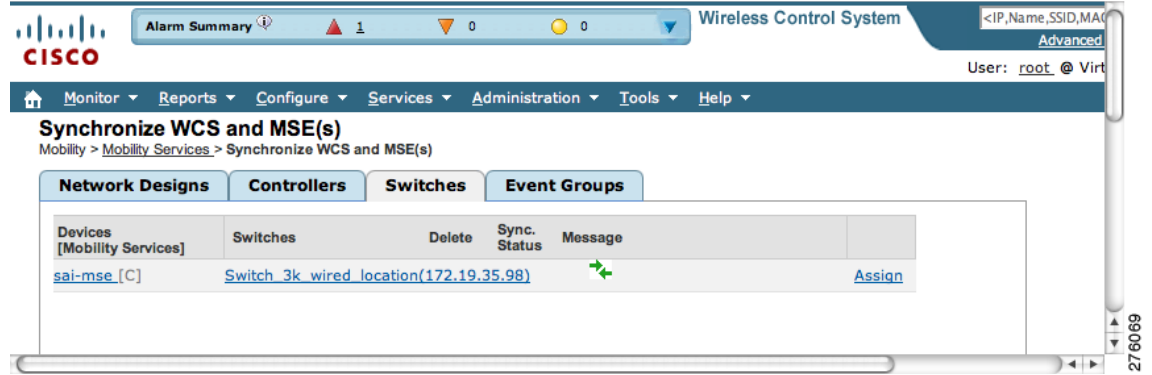 Alarm Summary 1 0 0 Wireless Control System <IP,Name,SSID,MAC
Advanced
CISCO
User: root @ Virt
Monitor Reports Configure Services Administration Tools Help
Synchronize WCS and MSE(s)
Mobility > Mobility Services > Synchronize WCS and MSE(s)
Network Designs Controllers Switches Event Groups
Devices [Mobility Services] Switches Delete Sync. Status Message
sai-mse [C] Switch_3k_wired_location(172.19.35.98) Assign
276069